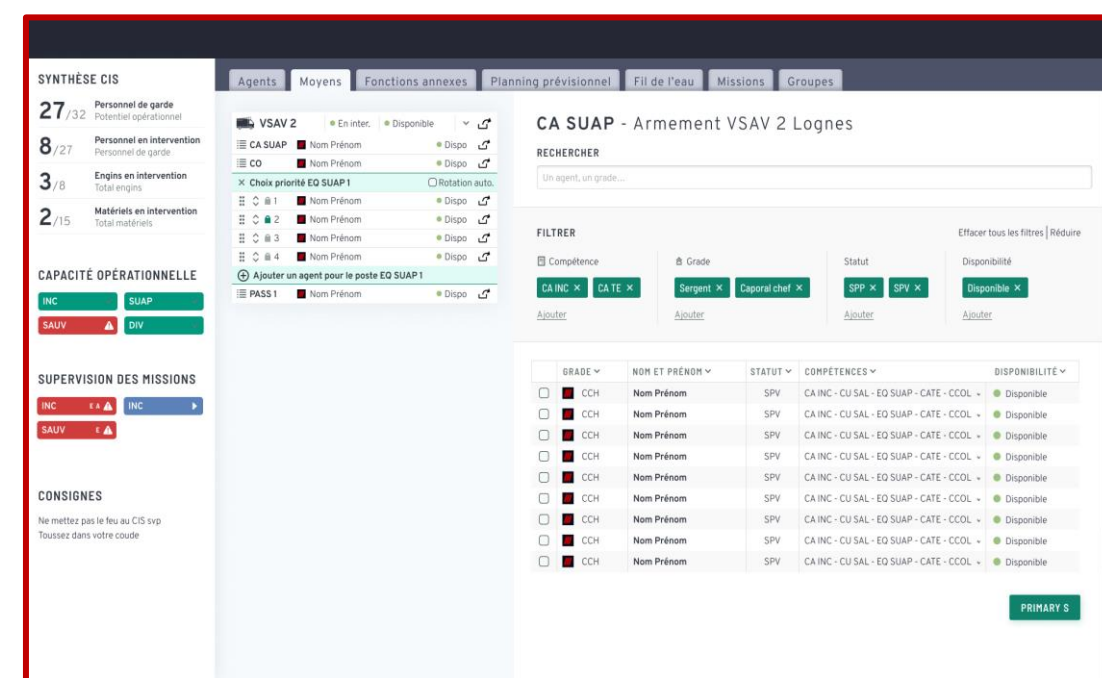 SYNTHÈSE CIS
27/32 Personnel de garde
Potentiel opérationnel
8/27 Personnel en intervention
Personnel de garde
3/8 Engins en intervention
Total engins
2/15 Matériels en intervention
Total matériels
CAPACITÉ OPÉRATIONNELLE
INC SUAP
SAUV DIV
SUPERVISION DES MISSIONS
INC E A INC
SAUV E
CONSIGNES
Ne mettez pas le feu au CIS svp
Toussez dans votre coude
Agents Moyens Fonctions annexes Planning prévisionnel Fil de l'eau Missions Groupes
VSAV 2 En inter. Disponible
CA SUAP Nom Prénom Dispo
CO Nom Prénom Dispo
Choix priorité EQ SUAP 1 Rotation auto.
1 Nom Prénom Dispo
2 Nom Prénom Dispo
3 Nom Prénom Dispo
4 Nom Prénom Dispo
Ajouter un agent pour le poste EQ SUAP 1
PASS 1 Nom Prénom Dispo
CA SUAP - Armement VSAV 2 Lognes
RECHERCHER
Un agent, un grade...
FILTRER Effacer tous les filtres | Réduire
Compétence Grade Statut Disponibilité
CA INC × CA TE × Sergent × Caporal chef × SPP × SPV × Disponible ×
Ajouter Ajouter Ajouter Ajouter
GRADE NOM ET PRÉNOM STATUT COMPÉTENCES DISPONIBILITÉ
CCH Nom Prénom SPV CA INC - CU SAL - EQ SUAP - CATE - CCOL Disponible
CCH Nom Prénom SPV CA INC - CU SAL - EQ SUAP - CATE - CCOL Disponible
CCH Nom Prénom SPV CA INC - CU SAL - EQ SUAP - CATE - CCOL Disponible
CCH Nom Prénom SPV CA INC - CU SAL - EQ SUAP - CATE - CCOL Disponible
CCH Nom Prénom SPV CA INC - CU SAL - EQ SUAP - CATE - CCOL Disponible
CCH Nom Prénom SPV CA INC - CU SAL - EQ SUAP - CATE - CCOL Disponible
CCH Nom Prénom SPV CA INC - CU SAL - EQ SUAP - CATE - CCOL Disponible
CCH Nom Prénom SPV CA INC - CU SAL - EQ SUAP - CATE - CCOL Disponible
CCH Nom Prénom SPV CA INC - CU SAL - EQ SUAP - CATE - CCOL Disponible
PRIMARY S